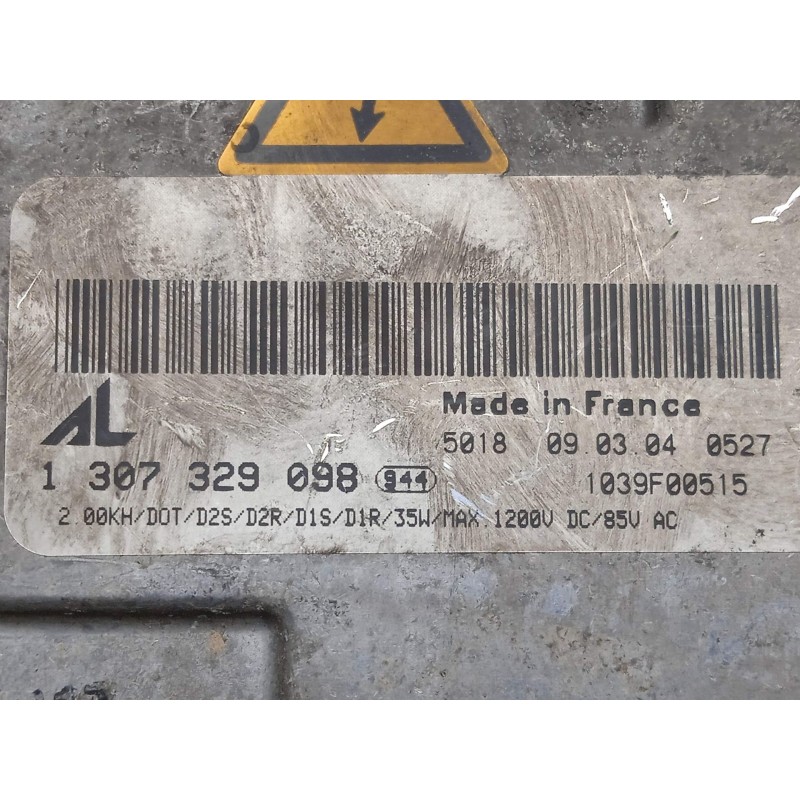 AL
Made in France
5018 09.03.04 0527
1 307 329 098 944
1039F00515
2.00KH/DOT/D2S/D2R/D1S/D1R/35W/MAX.1200V DC/85V AC